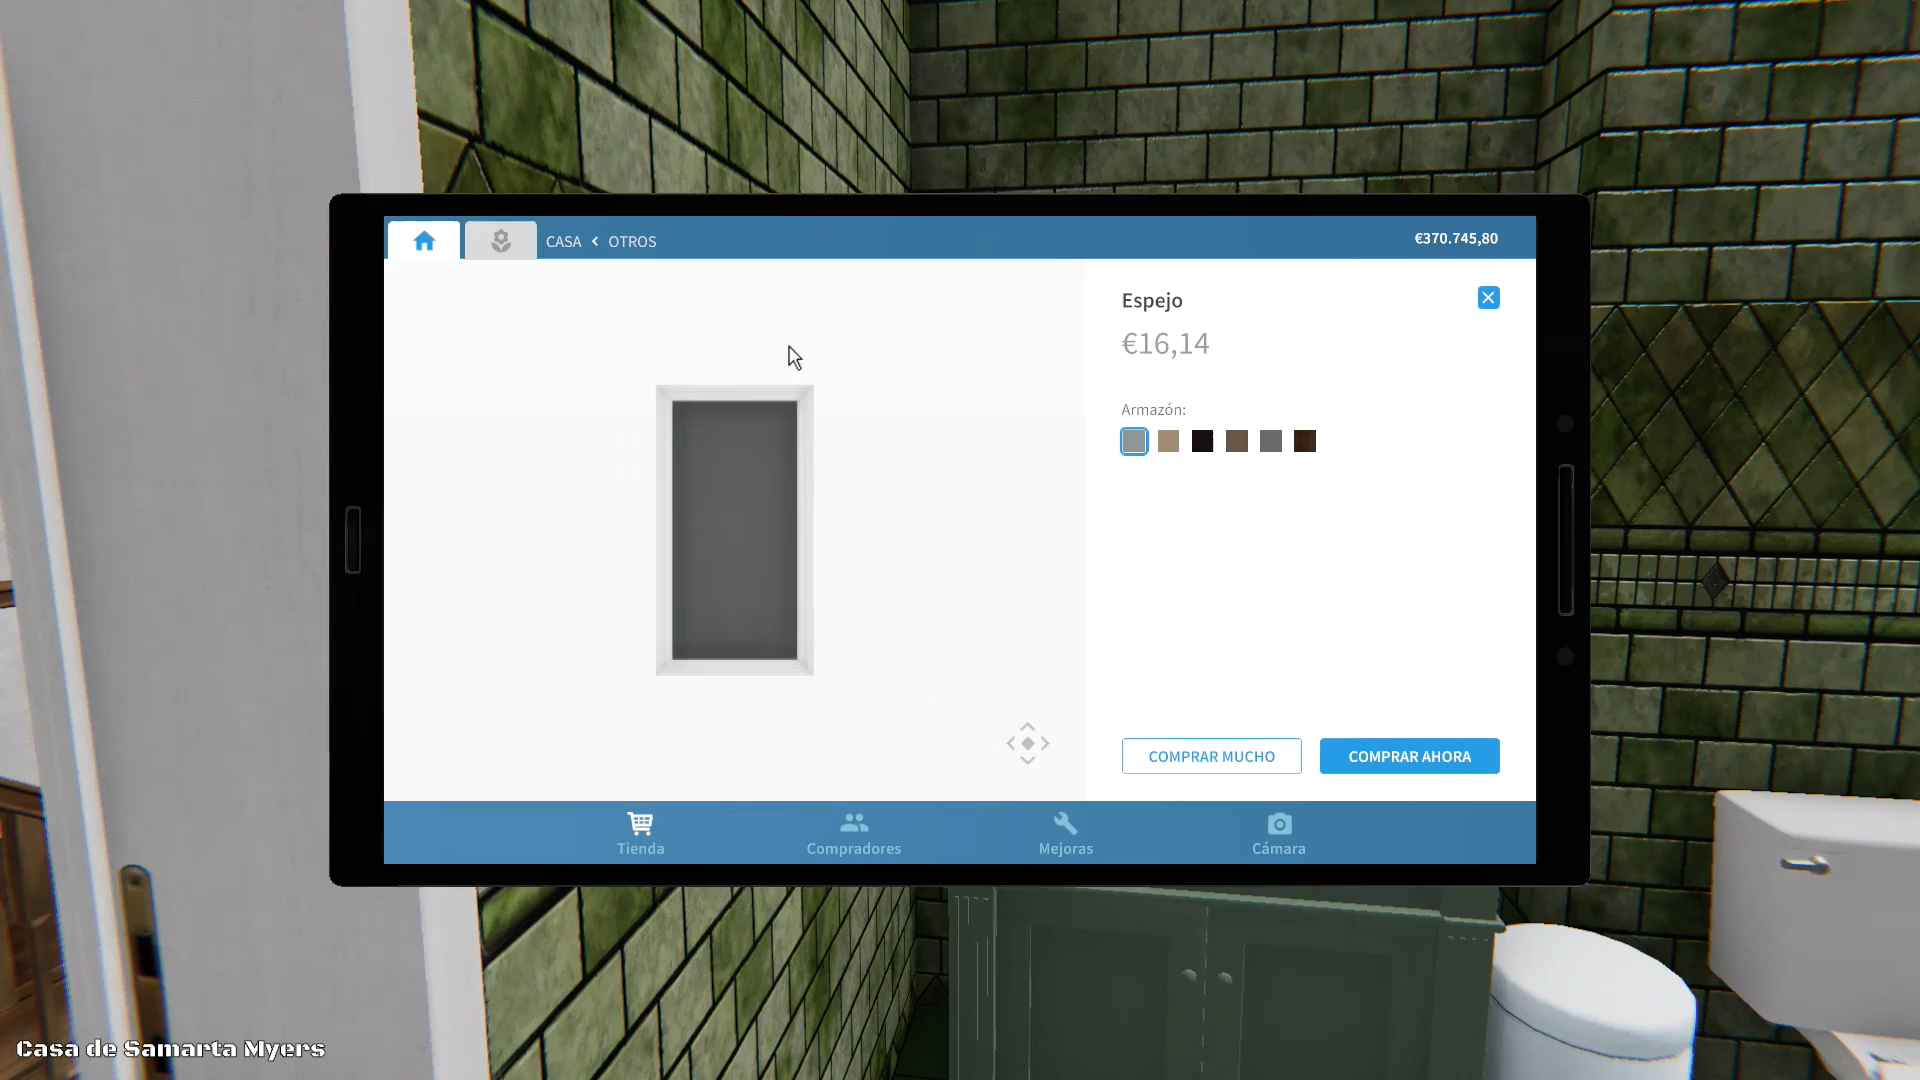 CASA < OTROS
€370.745,80
Espejo
€16,14
Armazón:
COMPRAR MUCHO
COMPRAR AHORA
Tienda
Compradores
Mejoras
Cámara
Casa de Samarta Myers